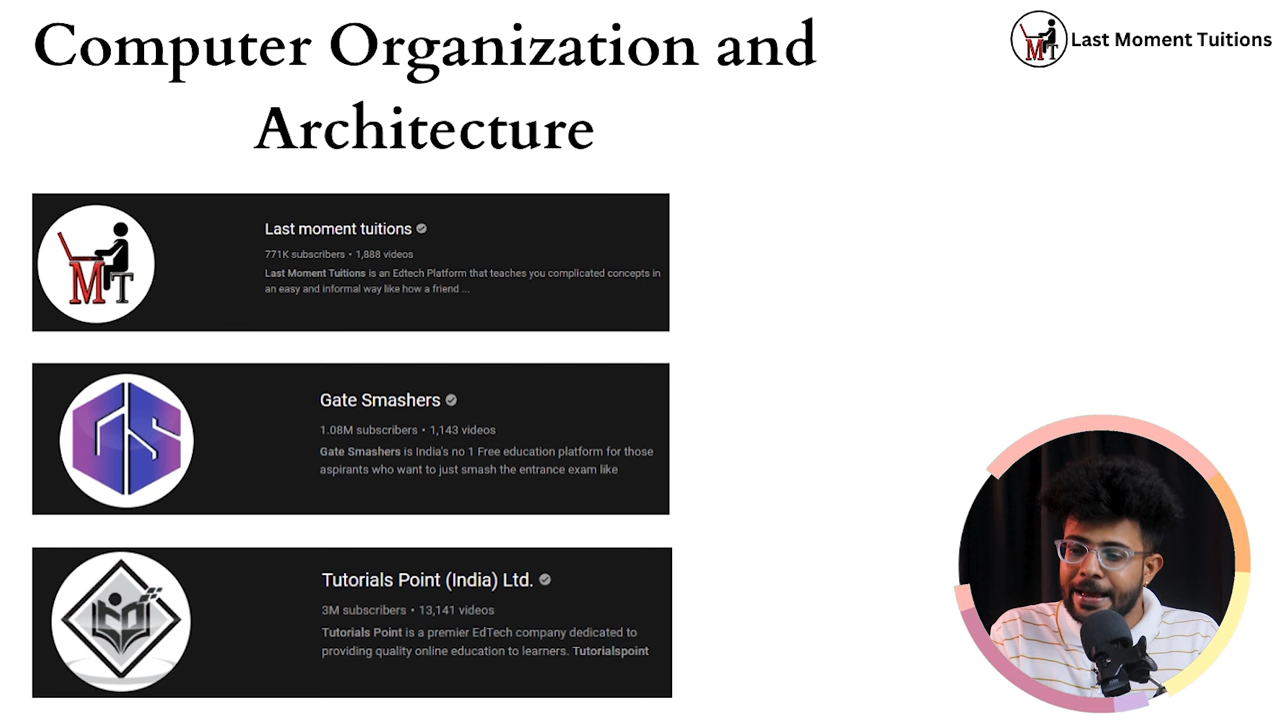 Computer Organization and
Architecture
MT
Last Moment Tuitions
MT
Last moment tuitions
771K subscribers • 1,888 videos
Last Moment Tuitions is an Edtech Platform that teaches you complicated concepts in
an easy and informal way like how a friend ...
GS
Gate Smashers
1.08M subscribers • 1,143 videos
Gate Smashers is India's no 1 Free education platform for those
aspirants who want to just smash the entrance exam like
Tutorials Point (India) Ltd.
3M subscribers • 13,141 videos
Tutorials Point is a premier EdTech company dedicated to
providing quality online education to learners. Tutorialspoint